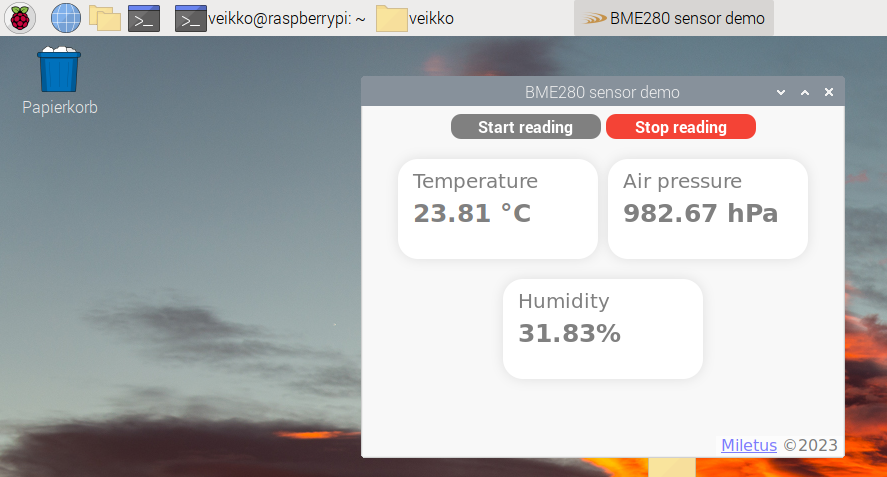 veikko@raspberrypi: ~
veikko
BME280 sensor demo
Papierkorb
BME280 sensor demo
Start reading
Stop reading
Temperature
23.81 °C
Air pressure
982.67 hPa
Humidity
31.83%
Miletus ©2023